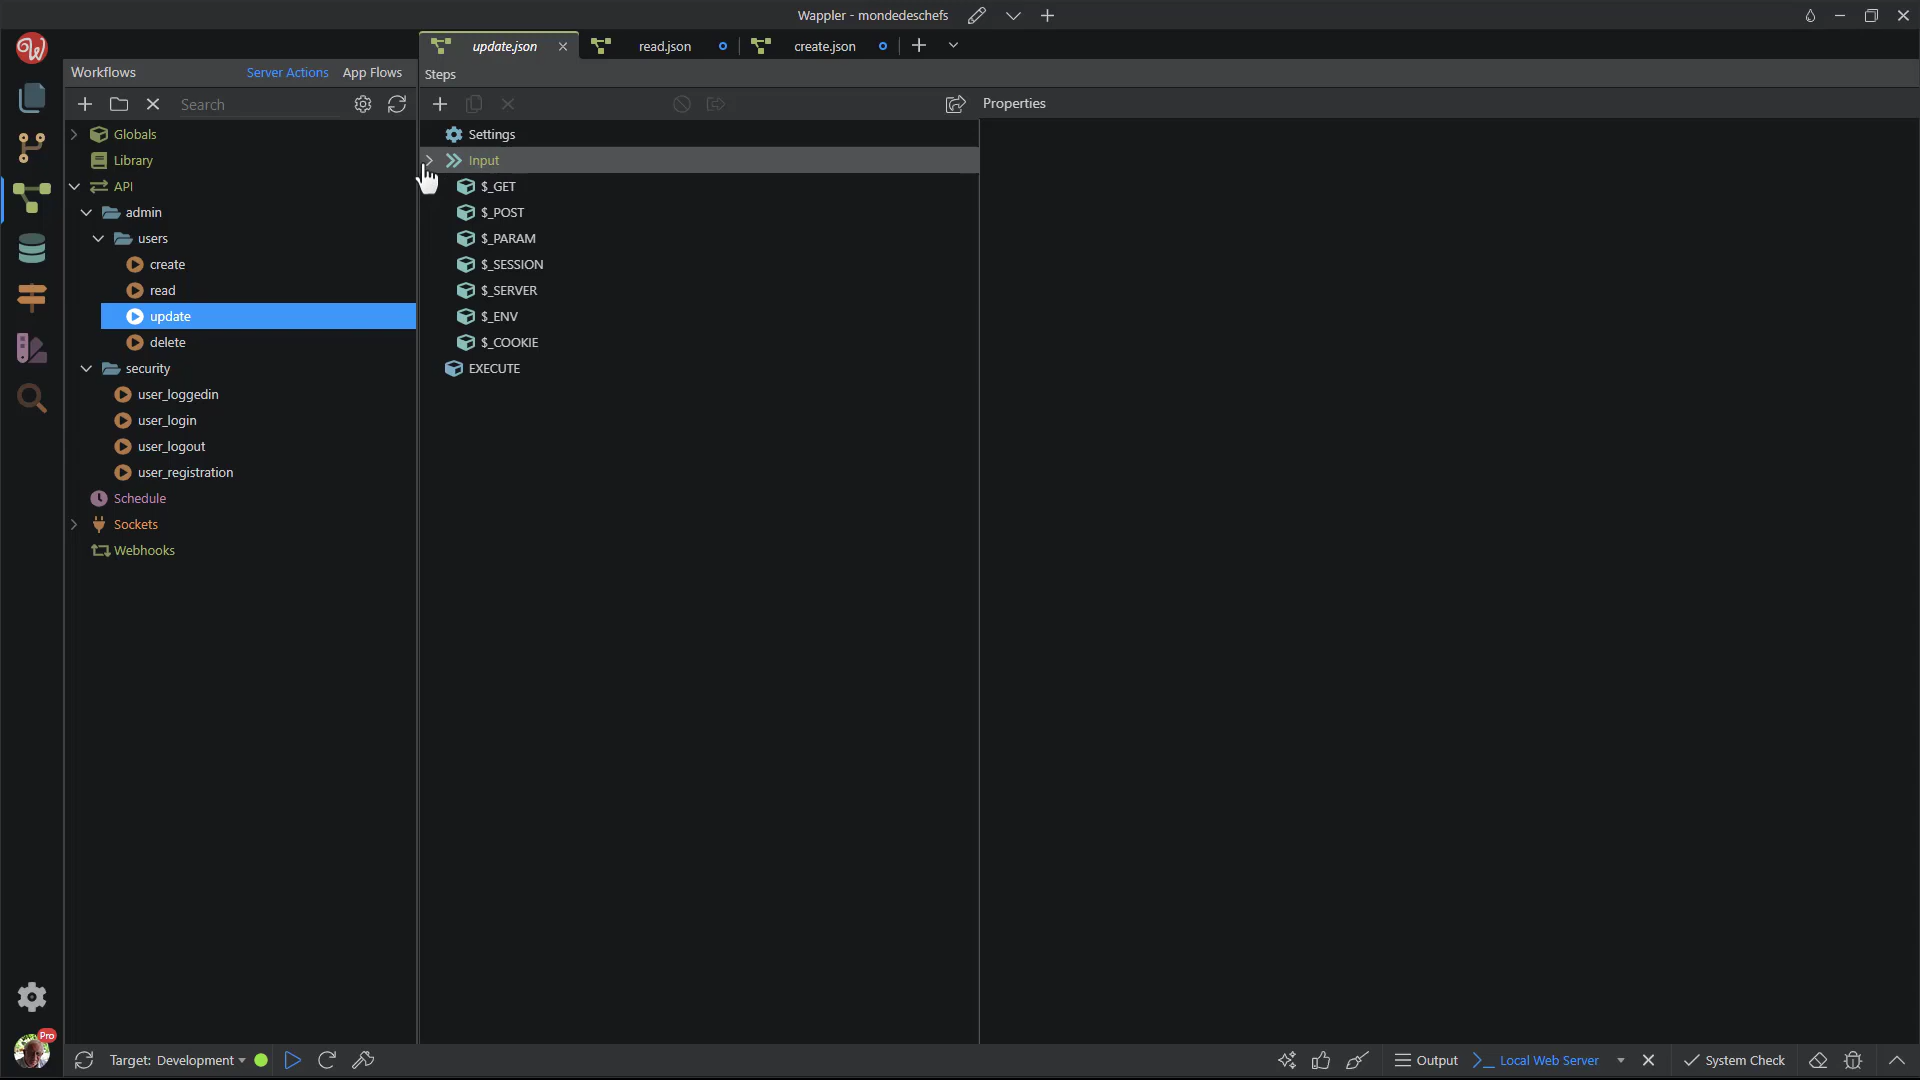 Wappler - mondedeschefs
update.json
read.json
create.json
Workflows
Server Actions
App Flows
Steps
Search
Properties
Globals
Library
API
admin
users
create
read
update
delete
security
user_loggedin
user_login
user_logout
user_registration
Schedule
Sockets
Webhooks
Settings
Input
$_GET
$_POST
$_PARAM
$_SESSION
$_SERVER
$_ENV
$_COOKIE
EXECUTE
Pro
Target: Development
Output
Local Web Server
System Check